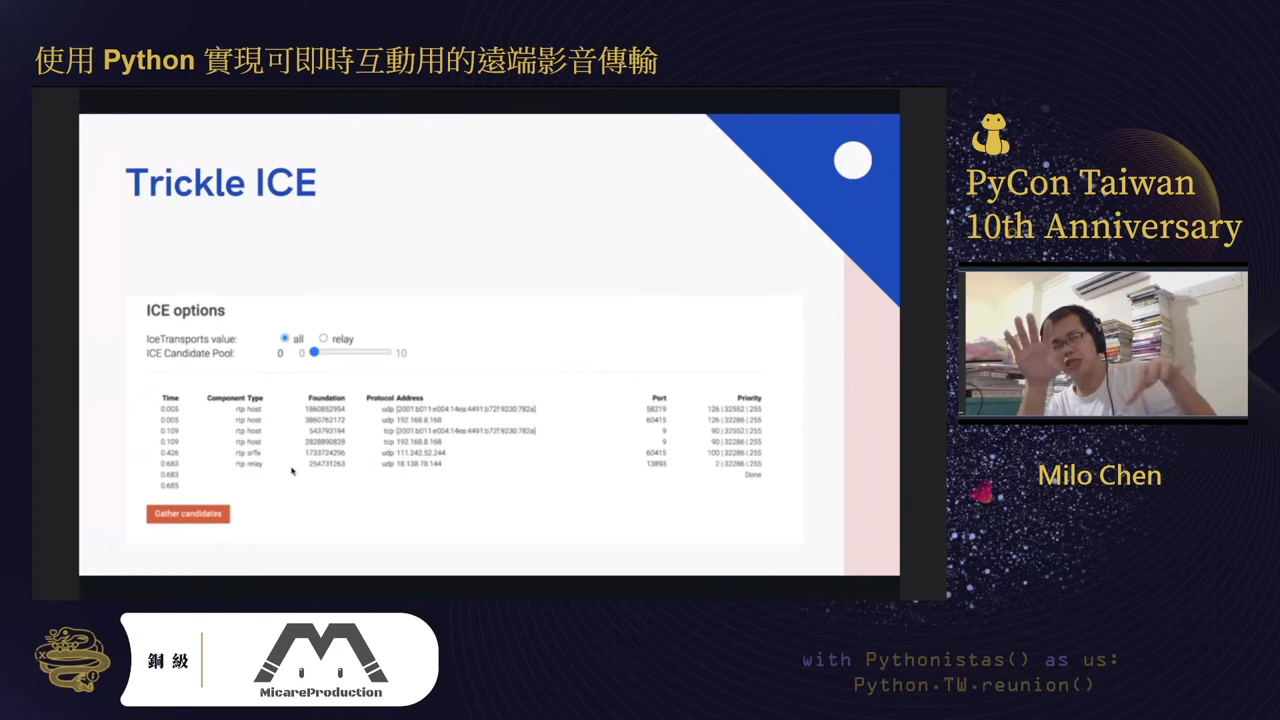 使用 Python 實現可即時互動用的遠端影音傳輸
Trickle ICE
ICE options
IceTransports value: all relay
ICE Candidate Pool: 0 0 10
Time Component Type Foundation Protocol Address Port Priority
0.005 rtp host 1860852954 udp [2001:b011:e004:14ea:4491:b72f:9230:782a] 58219 126 | 32552 | 255
0.005 rtp host 3860762172 udp 192.168.8.168 60415 126 | 32286 | 255
0.109 rtp host 543793194 tcp [2001:b011:e004:14ea:4491:b72f:9230:782a] 9 90 | 32552 | 255
0.109 rtp host 2828890828 tcp 192.168.8.168 9 90 | 32286 | 255
0.426 rtp srflx 1733724296 udp 111.242.52.244 60415 100 | 32286 | 255
0.683 rtp relay 254731263 udp 18.138.78.144 13893 2 | 32286 | 255
0.683 Done
0.685
Gather candidates
PyCon Taiwan
10th Anniversary
Milo Chen
銅級
MicareProduction
with Pythonistas() as us:
Python.TW.reunion()